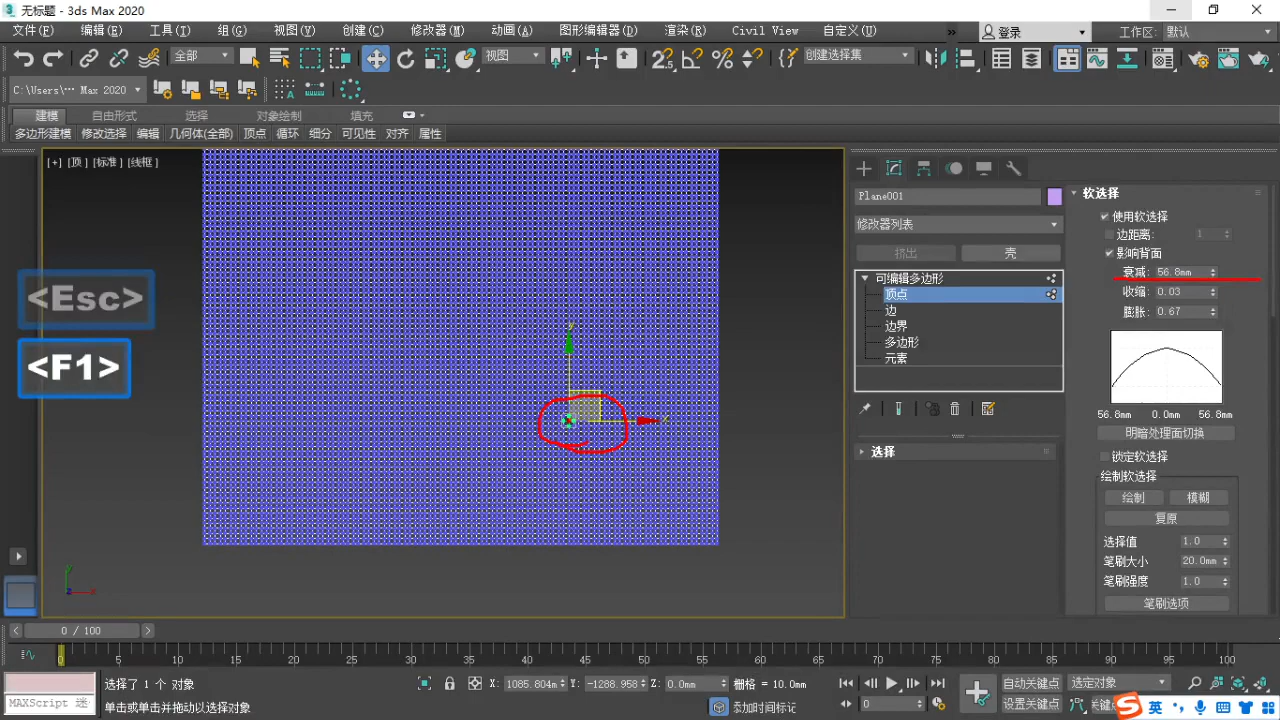 无标题 - 3ds Max 2020
文件(F) 编辑(E) 工具(T) 组(G) 视图(V) 创建(C) 修改器(M) 动画(A) 图形编辑器(D) 渲染(R) Civil View 自定义(U) » 登录 工作区: 默认
全部 视图 创建选择集
C:\Users\··· Max 2020
建模 自由形式 选择 对象绘制 填充
多边形建模 修改选择 编辑 几何体(全部) 顶点 循环 细分 可见性 对齐 属性
[+] [顶] [标准] [线框]
<Esc>
<F1>
y
x
y
z
x
Plane001
修改器列表
挤出 壳
可编辑多边形
顶点
边
边界
多边形
元素
选择
软选择
使用软选择
边距离: 1
影响背面
衰减: 56.8mm
收缩: 0.03
膨胀: 0.67
56.8mm 0.0mm 56.8mm
明暗处理面切换
锁定软选择
绘制软选择
绘制 模糊
复原
选择值 1.0
笔刷大小 20.0mm
笔刷强度 1.0
笔刷选项
0 / 100
0 5 10 15 20 25 30 35 40 45 50 55 60 65 70 75 80 85 90 95 100
选择了 1 个 对象 X: 1085.804m Y: -1288.958 Z: 0.0mm 栅格 = 10.0mm 自动关键点 选定对象
MAXScript 迷 单击或单击并拖动以选择对象 添加时间标记 0 设置关键点 关键点 英